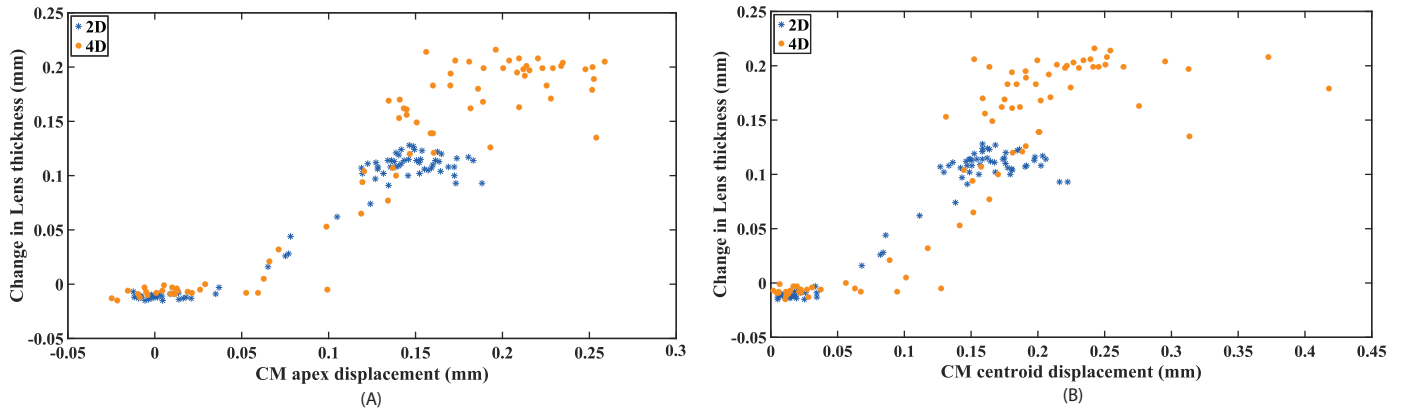 0.25
0.2
0.15
0.1
0.05
0
-0.05
Change in Lens thickness (mm)
2D
4D
-0.05 0 0.05 0.1 0.15 0.2 0.25 0.3
CM apex displacement (mm)
(A)
0.25
0.2
0.15
0.1
0.05
0
-0.05
Change in Lens thickness (mm)
2D
4D
0 0.05 0.1 0.15 0.2 0.25 0.3 0.35 0.4 0.45
CM centroid displacement (mm)
(B)